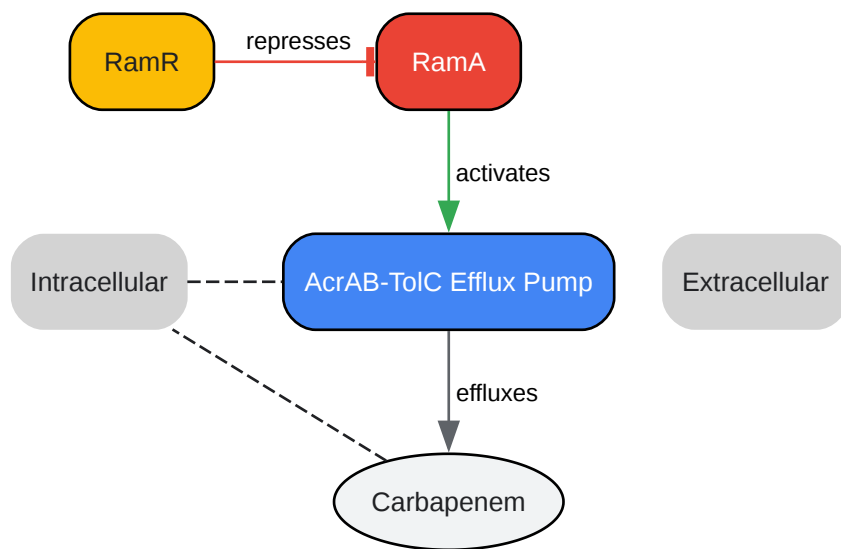 RamR
represses
RamA
activates
Intracellular
AcrAB-TolC Efflux Pump
Extracellular
effluxes
Carbapenem